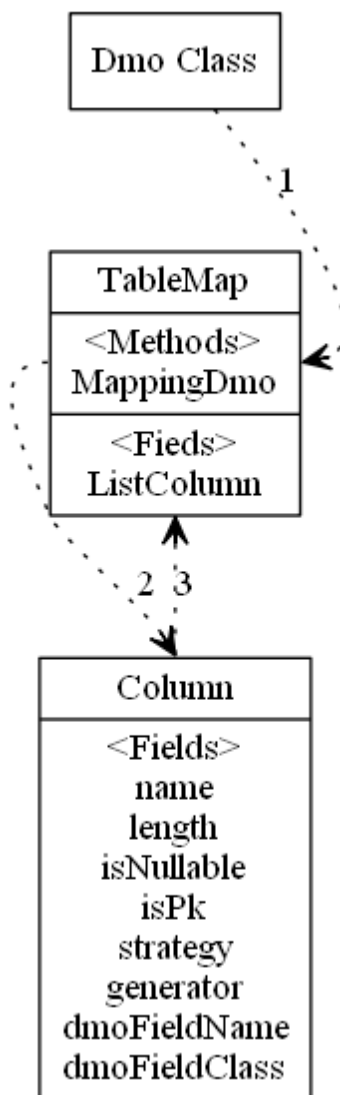 Dmo Class
1
TableMap
<Methods>
MappingDmo
<Fieds>
ListColumn
2 3
Column
<Fields>
name
length
isNullable
isPk
strategy
generator
dmoFieldName
dmoFieldClass